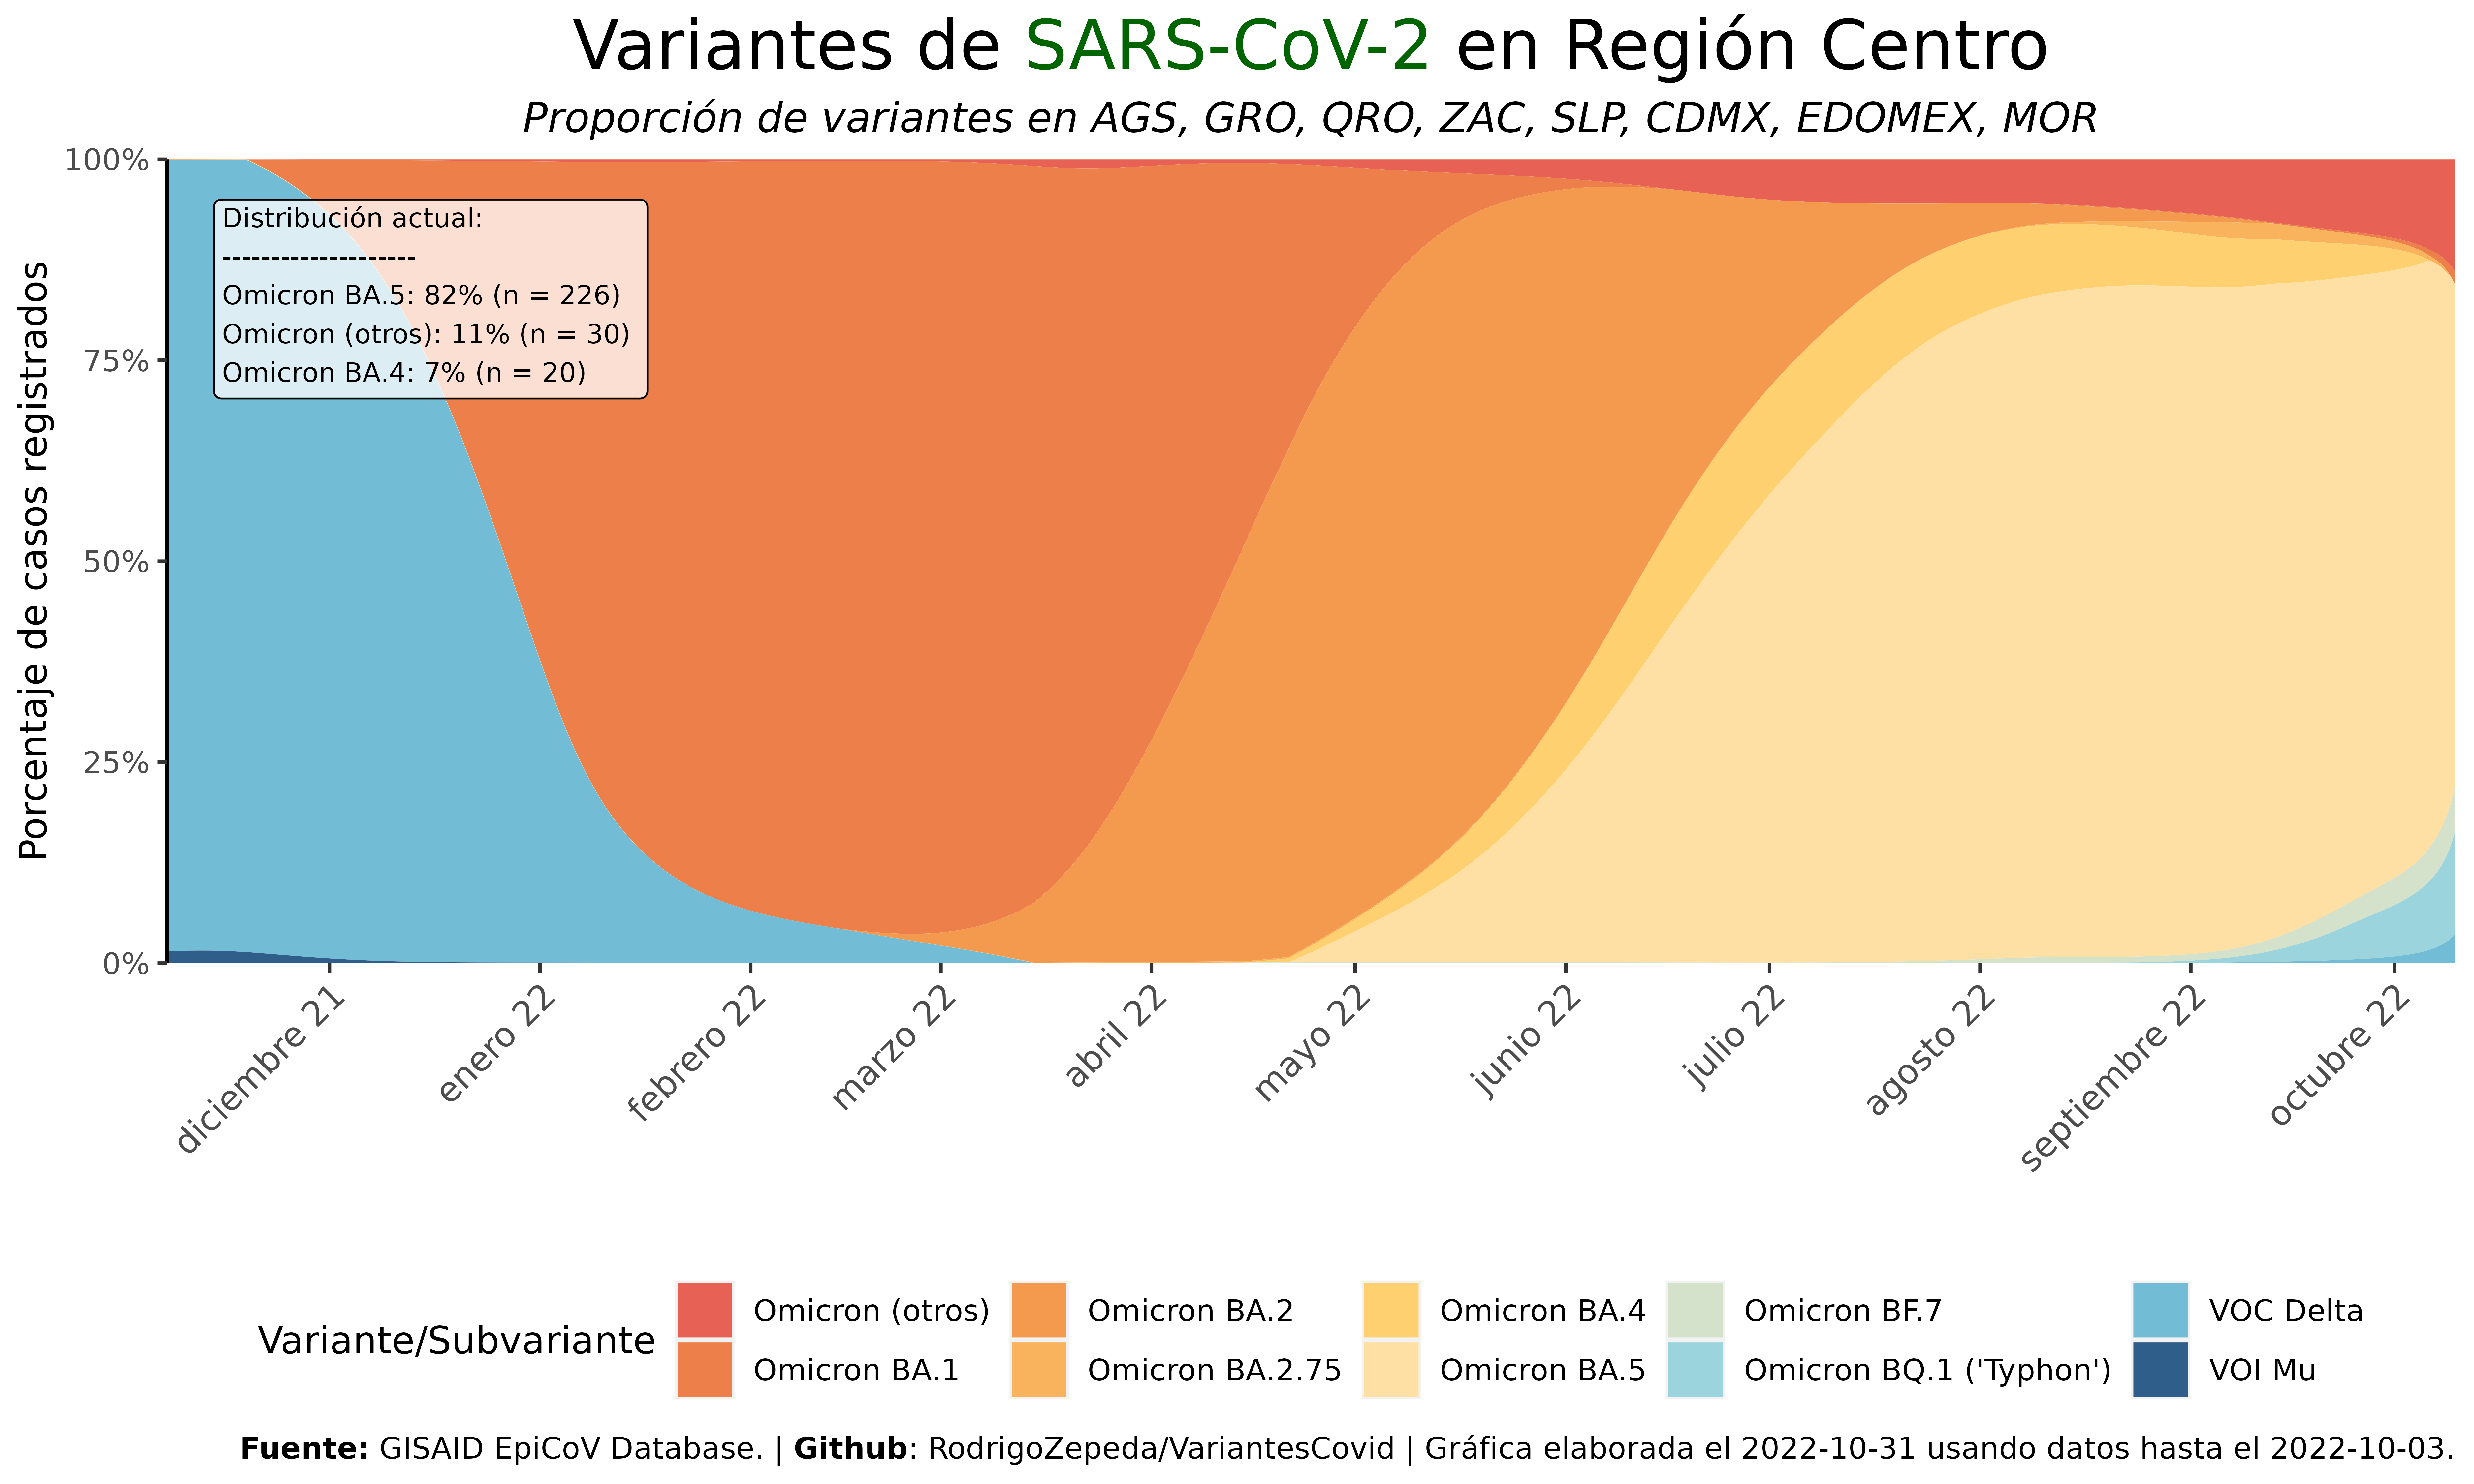 Variantes de SARS-CoV-2 en Región Centro
Proporción de variantes en AGS, GRO, QRO, ZAC, SLP, CDMX, EDOMEX, MOR
Porcentaje de casos registrados
100%
75%
50%
25%
0%
Distribución actual:
--------------------
Omicron BA.5: 82% (n = 226)
Omicron (otros): 11% (n = 30)
Omicron BA.4: 7% (n = 20)
diciembre 21
enero 22
febrero 22
marzo 22
abril 22
mayo 22
junio 22
julio 22
agosto 22
septiembre 22
octubre 22
Variante/Subvariante
Omicron (otros)
Omicron BA.1
Omicron BA.2
Omicron BA.2.75
Omicron BA.4
Omicron BA.5
Omicron BF.7
Omicron BQ.1 ('Typhon')
VOC Delta
VOI Mu
Fuente: GISAID EpiCoV Database. | Github: RodrigoZepeda/VariantesCovid | Gráfica elaborada el 2022-10-31 usando datos hasta el 2022-10-03.